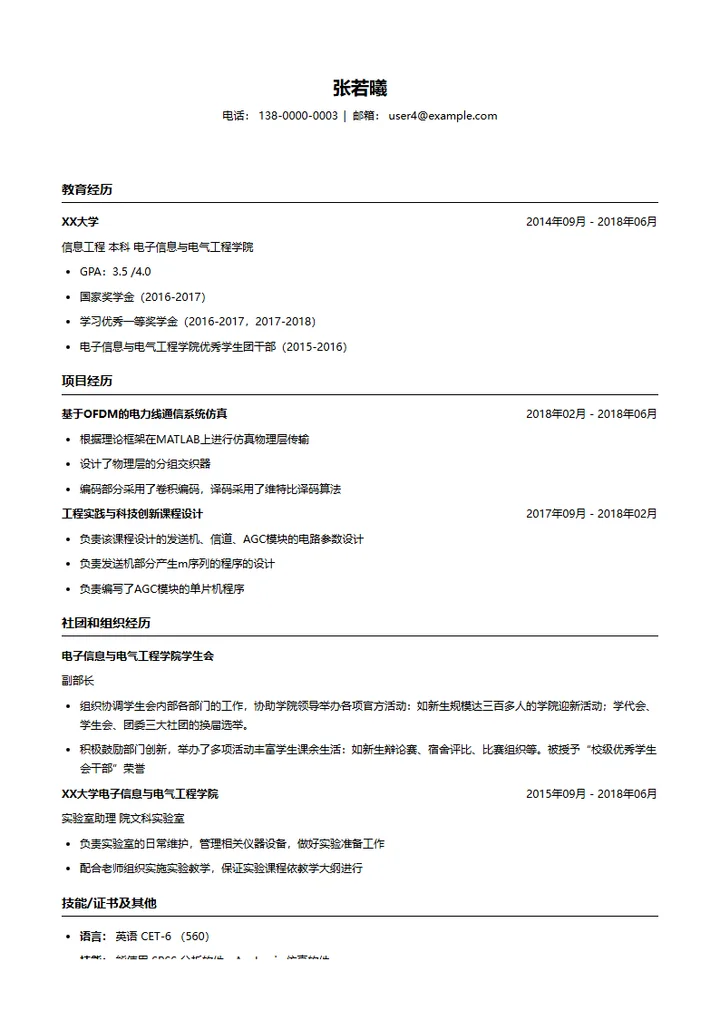 张若曦
电话： 138-0000-0003 | 邮箱： user4@example.com
教育经历
XX大学 2014年09月 - 2018年06月
信息工程 本科 电子信息与电气工程学院
• GPA：3.5 /4.0
• 国家奖学金（2016-2017）
• 学习优秀一等奖学金（2016-2017，2017-2018）
• 电子信息与电气工程学院优秀学生团干部（2015-2016）
项目经历
基于OFDM的电力线通信系统仿真 2018年02月 - 2018年06月
• 根据理论框架在MATLAB上进行仿真物理层传输
• 设计了物理层的分组交织器
• 编码部分采用了卷积编码，译码采用了维特比译码算法
工程实践与科技创新课程设计 2017年09月 - 2018年02月
• 负责该课程设计的发送机、信道、AGC模块的电路参数设计
• 负责发送机部分产生m序列的程序的设计
• 负责编写了AGC模块的单片机程序
社团和组织经历
电子信息与电气工程学院学生会
副部长
• 组织协调学生会内部各部门的工作，协助学院领导举办各项官方活动：如新生规模达三百多人的学院迎新活动；学代会、
学生会、团委三大社团的换届选举。
• 积极鼓励部门创新，举办了多项活动丰富学生课余生活：如新生辩论赛、宿舍评比、比赛组织等。被授予“校级优秀学生
会干部”荣誉
XX大学电子信息与电气工程学院 2015年09月 - 2018年06月
实验室助理 院文科实验室
• 负责实验室的日常维护，管理相关仪器设备，做好实验准备工作
• 配合老师组织实施实验教学，保证实验课程依教学大纲进行
技能/证书及其他
• 语言： 英语 CET-6 （560）